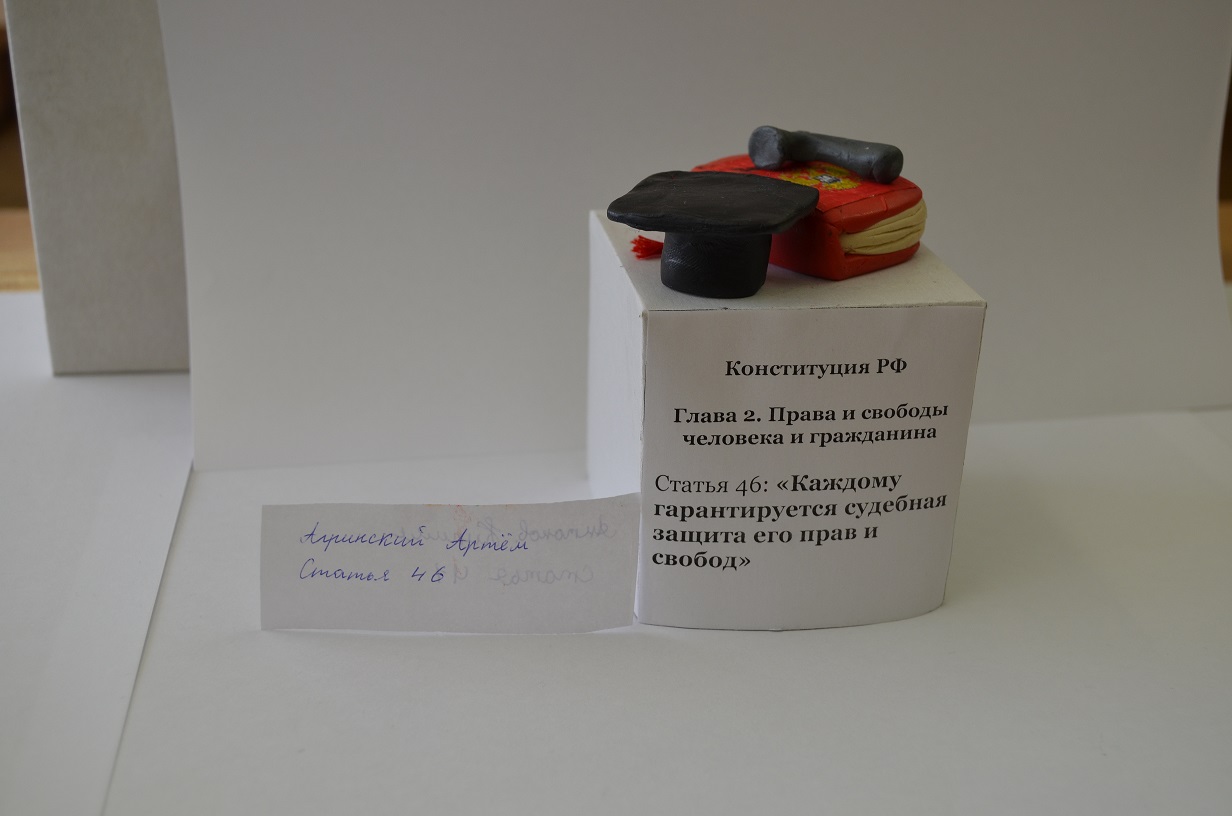 Конституция РФ
Глава 2. Права и свободы
человека и гражданина
Статья 46: «Каждому
гарантируется судебная
защита его прав и
свобод»
Агринский Артём
Статья 46